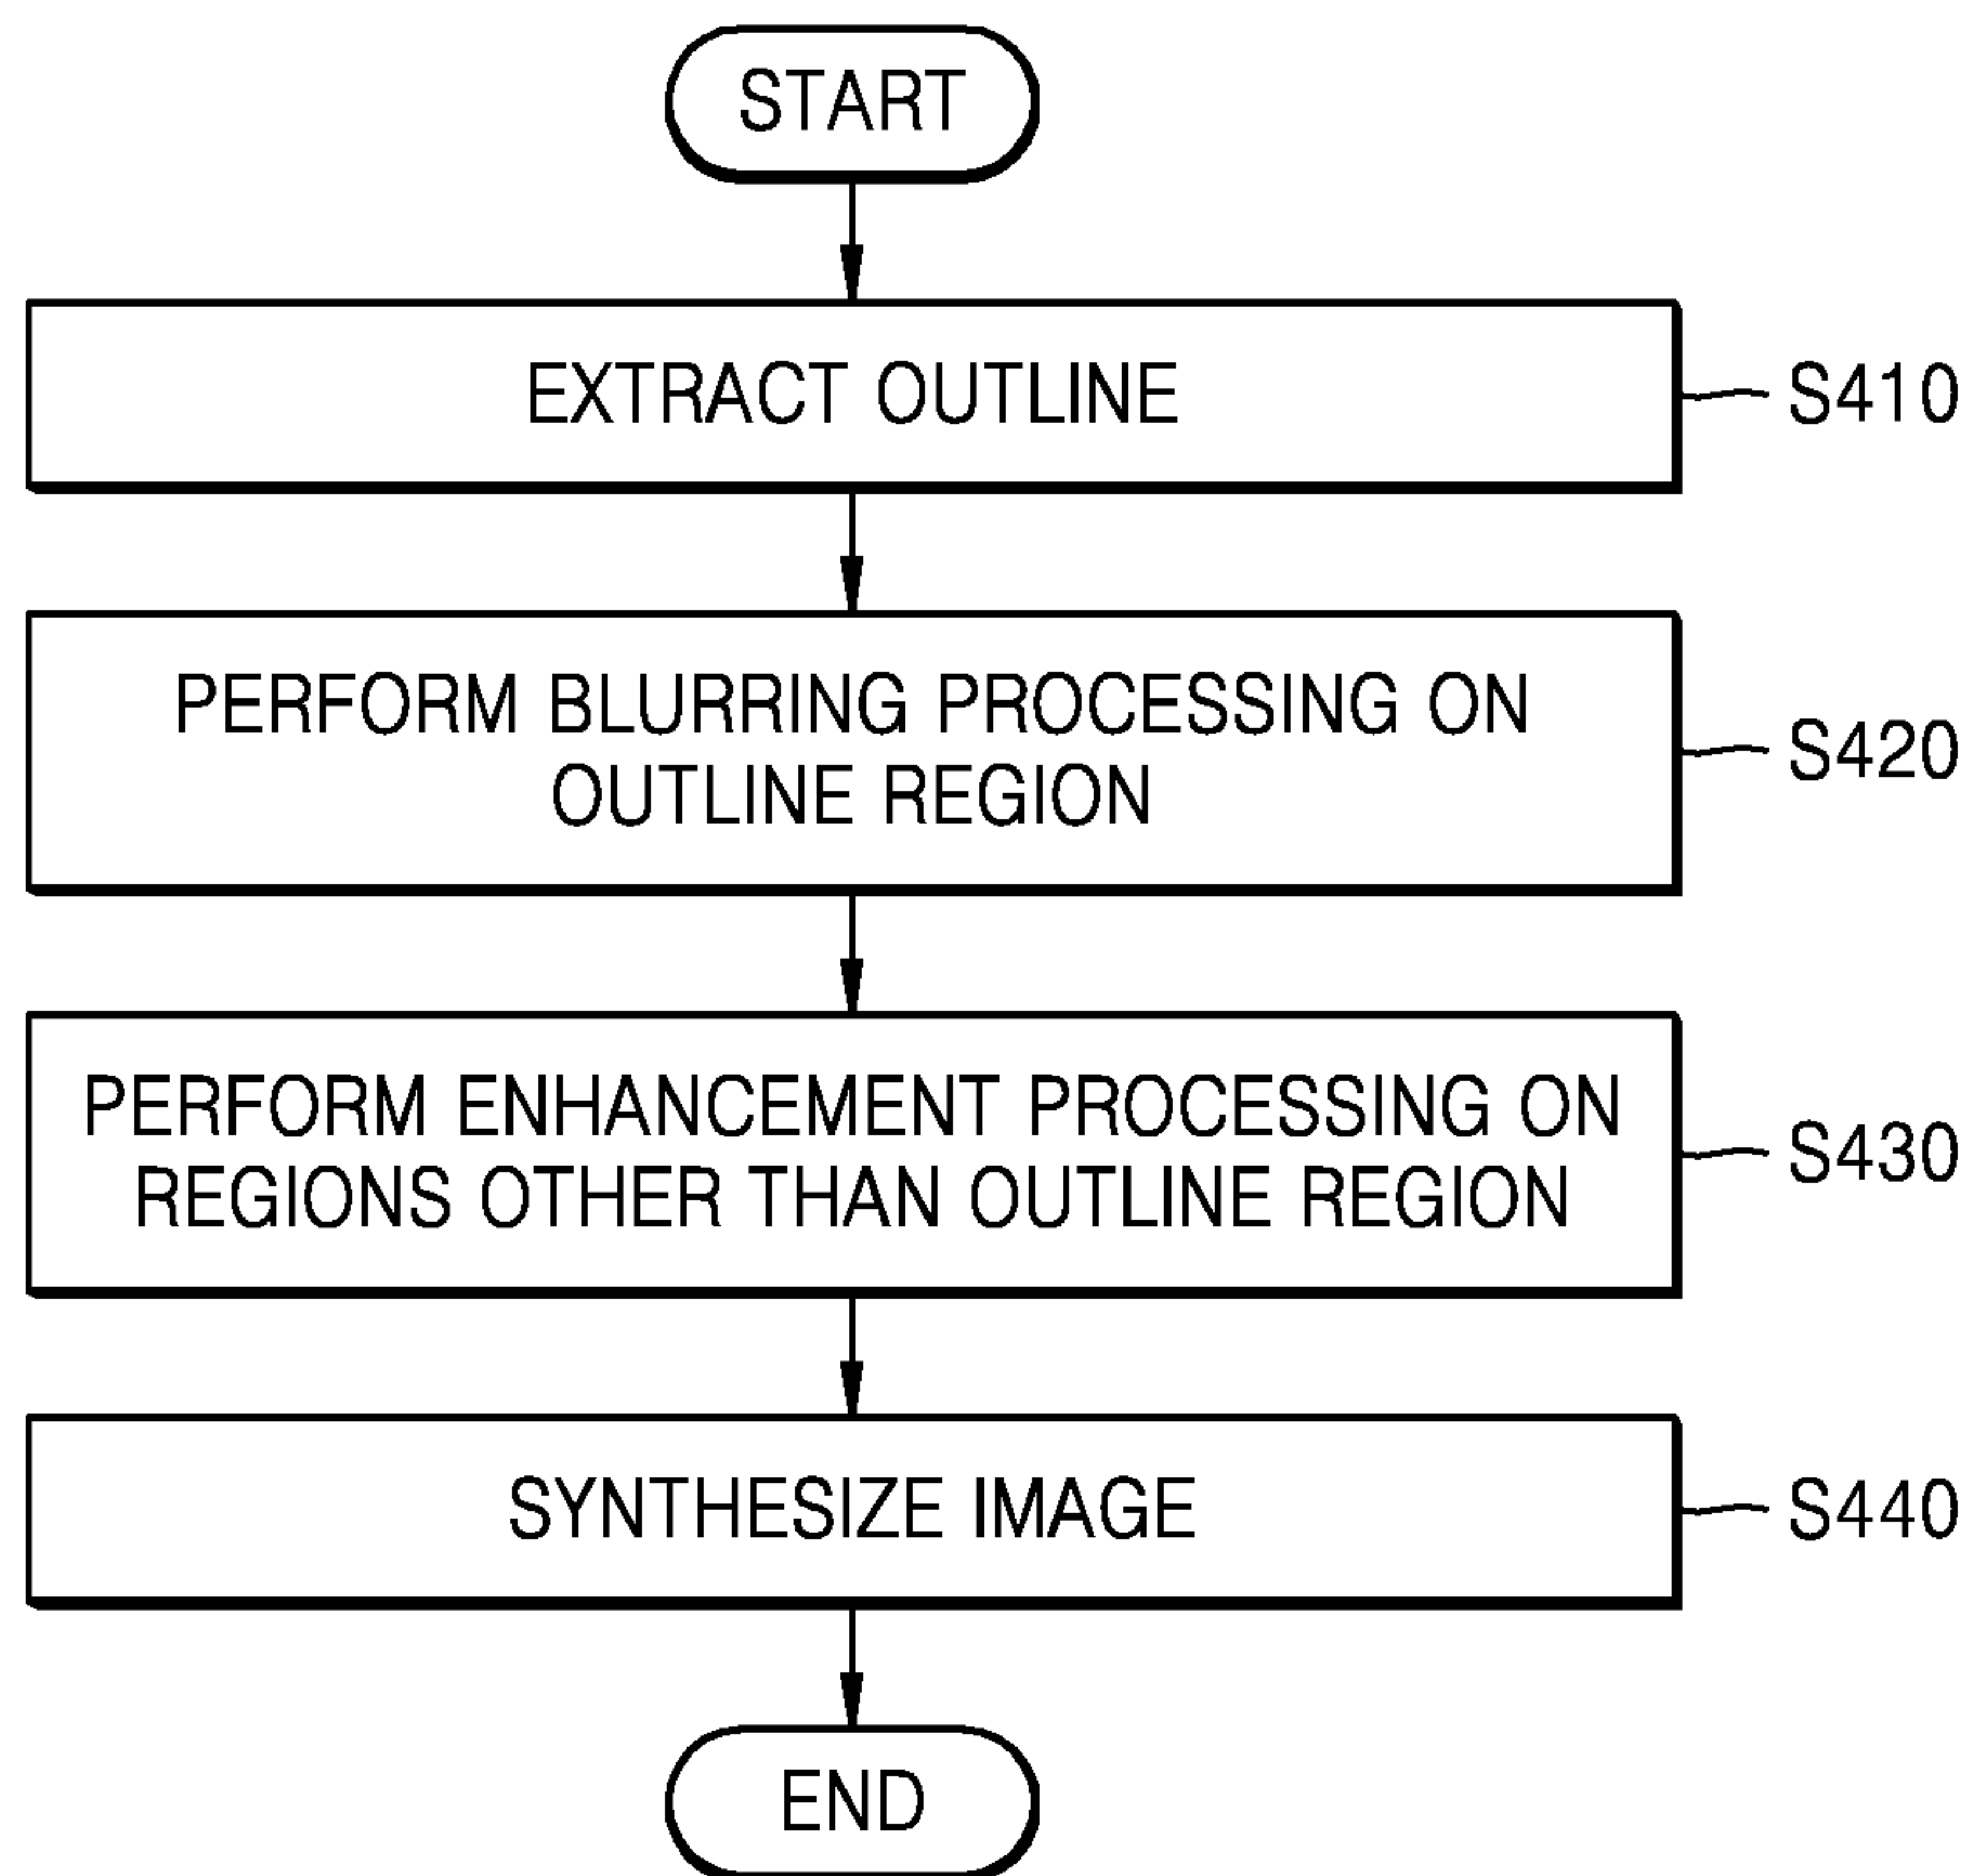 START
EXTRACT OUTLINE
S410
PERFORM BLURRING PROCESSING ON
OUTLINE REGION
S420
PERFORM ENHANCEMENT PROCESSING ON
REGIONS OTHER THAN OUTLINE REGION
S430
SYNTHESIZE IMAGE
S440
END